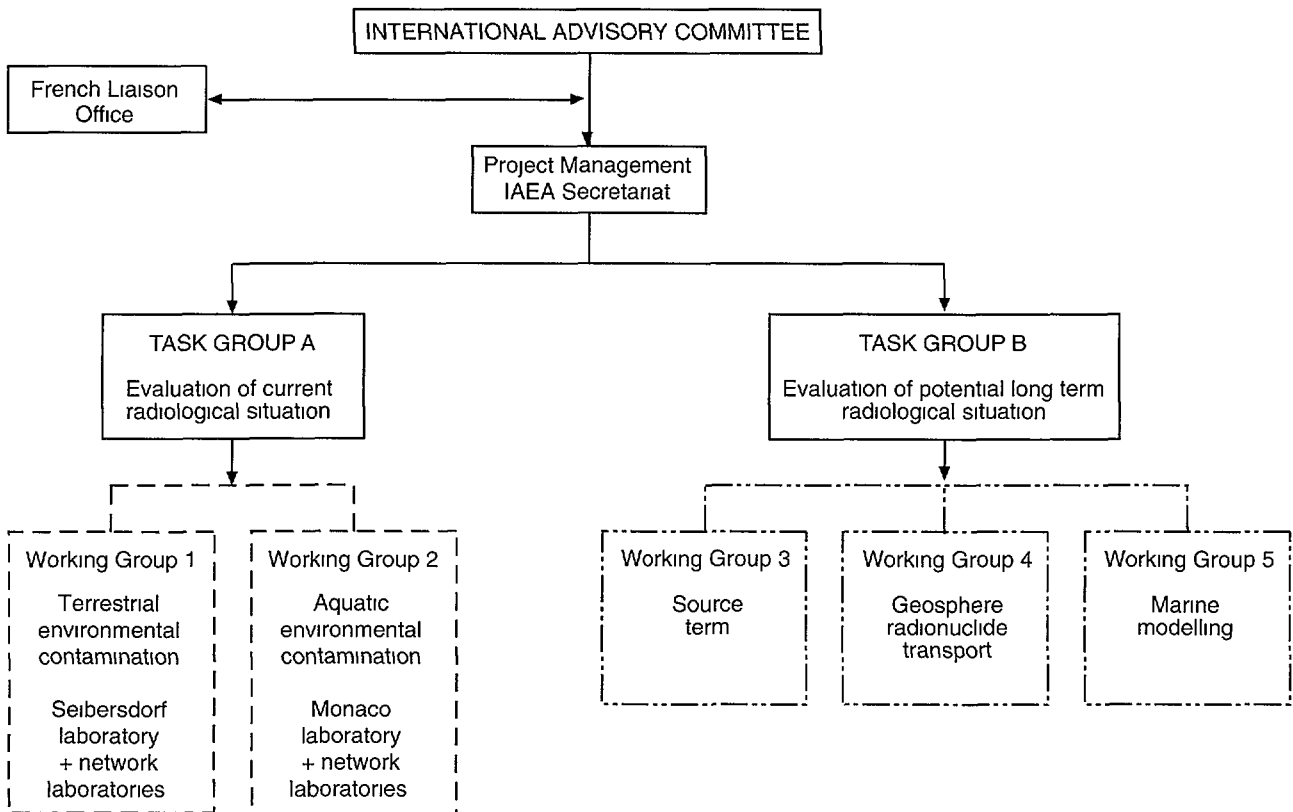 INTERNATIONAL ADVISORY COMMITTEE
French Liaison
Office
Project Management
IAEA Secretariat
TASK GROUP A
Evaluation of current
radiological situation
TASK GROUP B
Evaluation of potential long term
radiological situation
Working Group 1
Terrestrial
environmental
contamination
Seibersdorf
laboratory
+ network
laboratories
Working Group 2
Aquatic
environmental
contamination
Monaco
laboratory
+ network
laboratories
Working Group 3
Source
term
Working Group 4
Geosphere
radionuclide
transport
Working Group 5
Marine
modelling